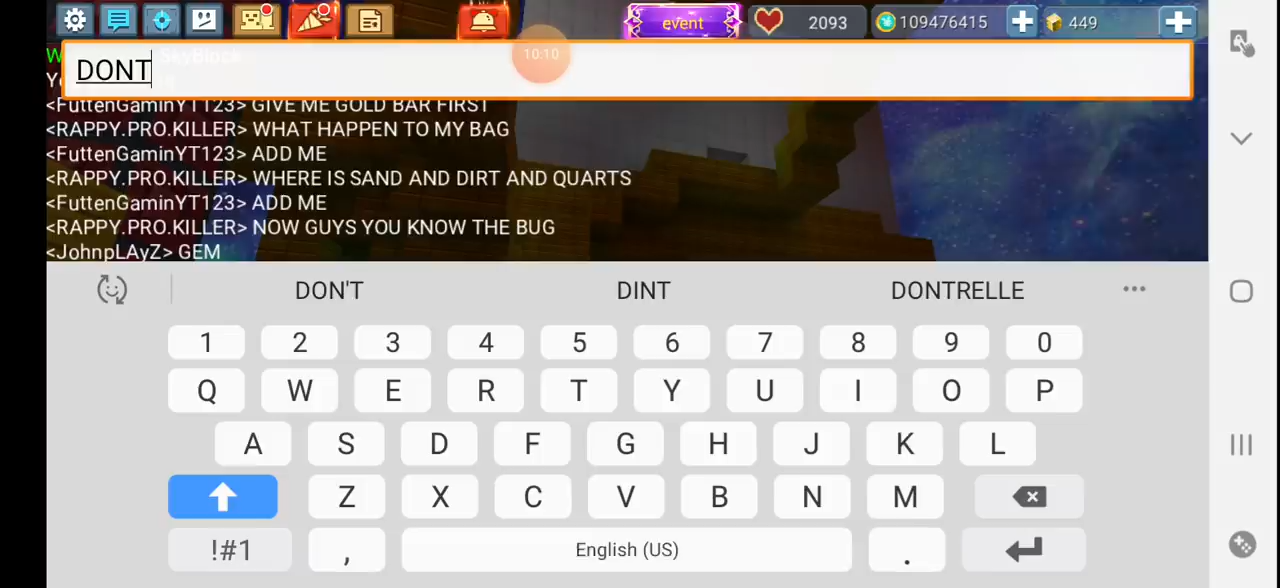 event
2093
109476415
449
SkyBlock
10:10
DONT
<FuttenGaminYT123> GIVE ME GOLD BAR FIRST
<RAPPY.PRO.KILLER> WHAT HAPPEN TO MY BAG
<FuttenGaminYT123> ADD ME
<RAPPY.PRO.KILLER> WHERE IS SAND AND DIRT AND QUARTS
<FuttenGaminYT123> ADD ME
<RAPPY.PRO.KILLER> NOW GUYS YOU KNOW THE BUG
<JohnpLAyZ> GEM
DON'T DINT DONTRELLE
1 2 3 4 5 6 7 8 9 0
Q W E R T Y U I O P
A S D F G H J K L
Z X C V B N M
!#1 , English (US) .